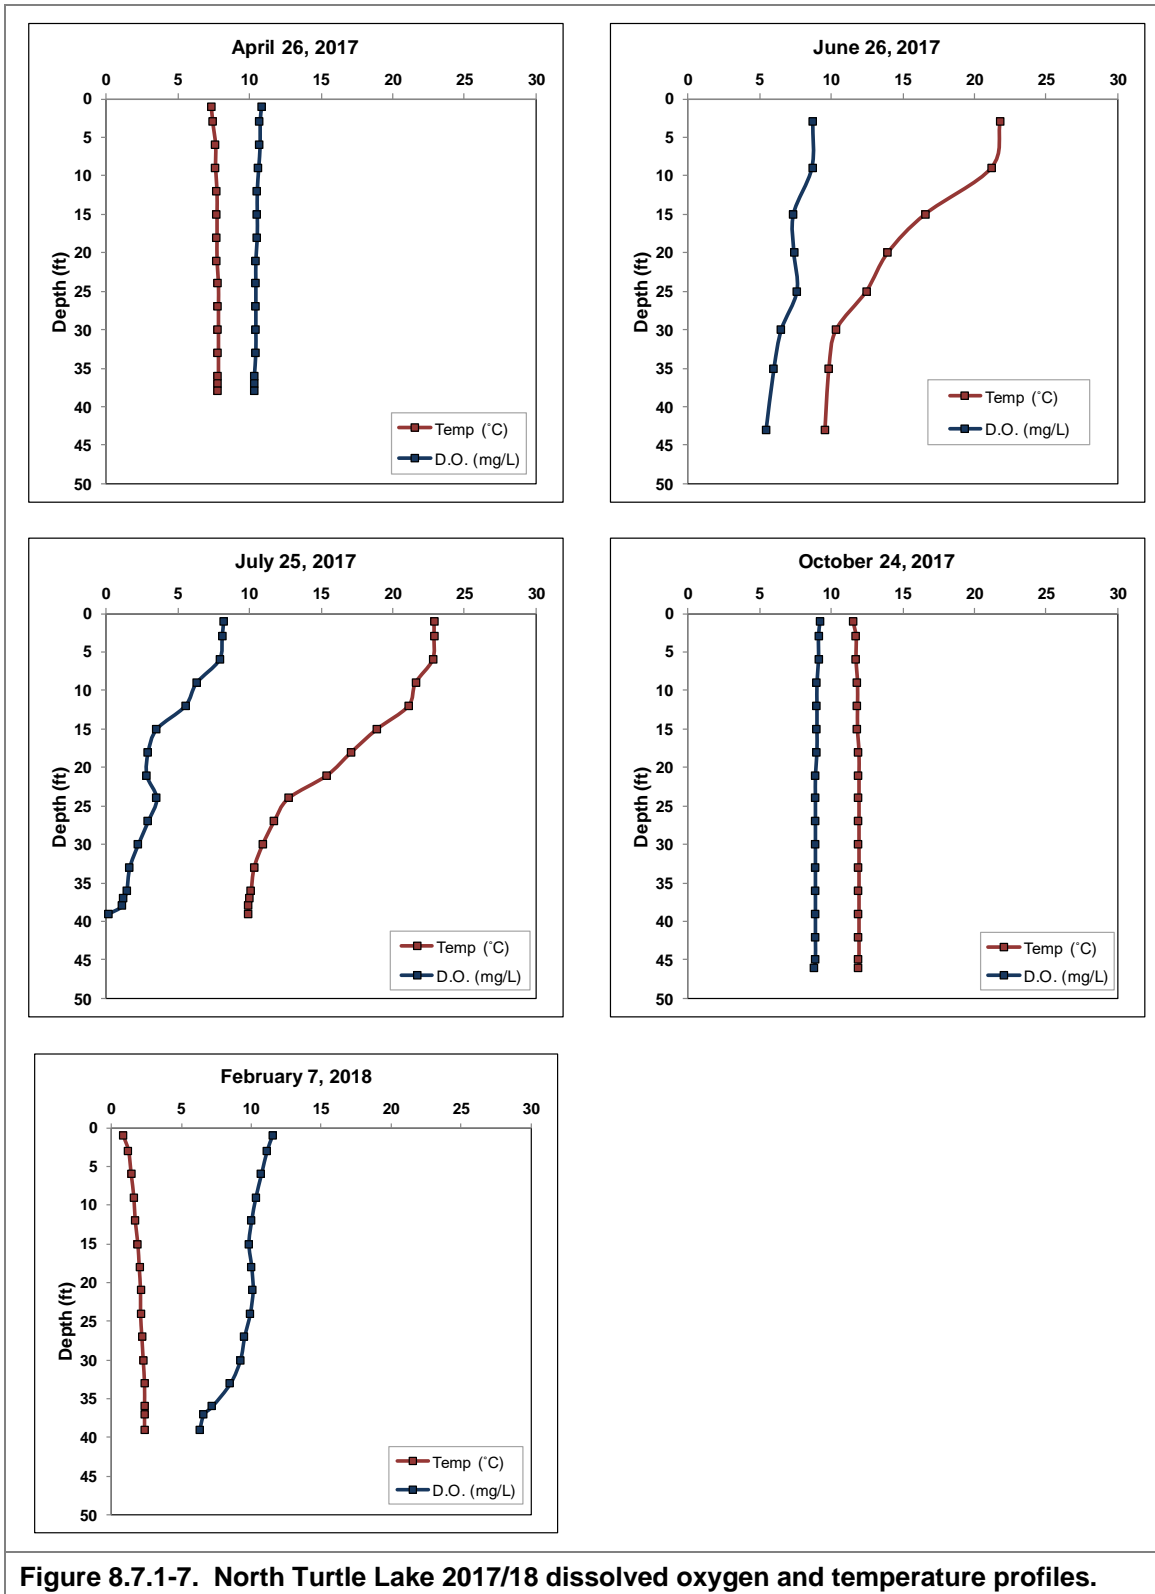 April 26, 2017
0 5 10 15 20 25 30
0
5
10
15
20
25
30
35
40
45
50
Depth (ft)
Temp (˚C)
D.O. (mg/L)
June 26, 2017
0 5 10 15 20 25 30
0
5
10
15
20
25
30
35
40
45
50
Depth (ft)
Temp (˚C)
D.O. (mg/L)
July 25, 2017
0 5 10 15 20 25 30
0
5
10
15
20
25
30
35
40
45
50
Depth (ft)
Temp (˚C)
D.O. (mg/L)
October 24, 2017
0 5 10 15 20 25 30
0
5
10
15
20
25
30
35
40
45
50
Depth (ft)
Temp (˚C)
D.O. (mg/L)
February 7, 2018
0 5 10 15 20 25 30
0
5
10
15
20
25
30
35
40
45
50
Depth (ft)
Temp (˚C)
D.O. (mg/L)
Figure 8.7.1-7. North Turtle Lake 2017/18 dissolved oxygen and temperature profiles.